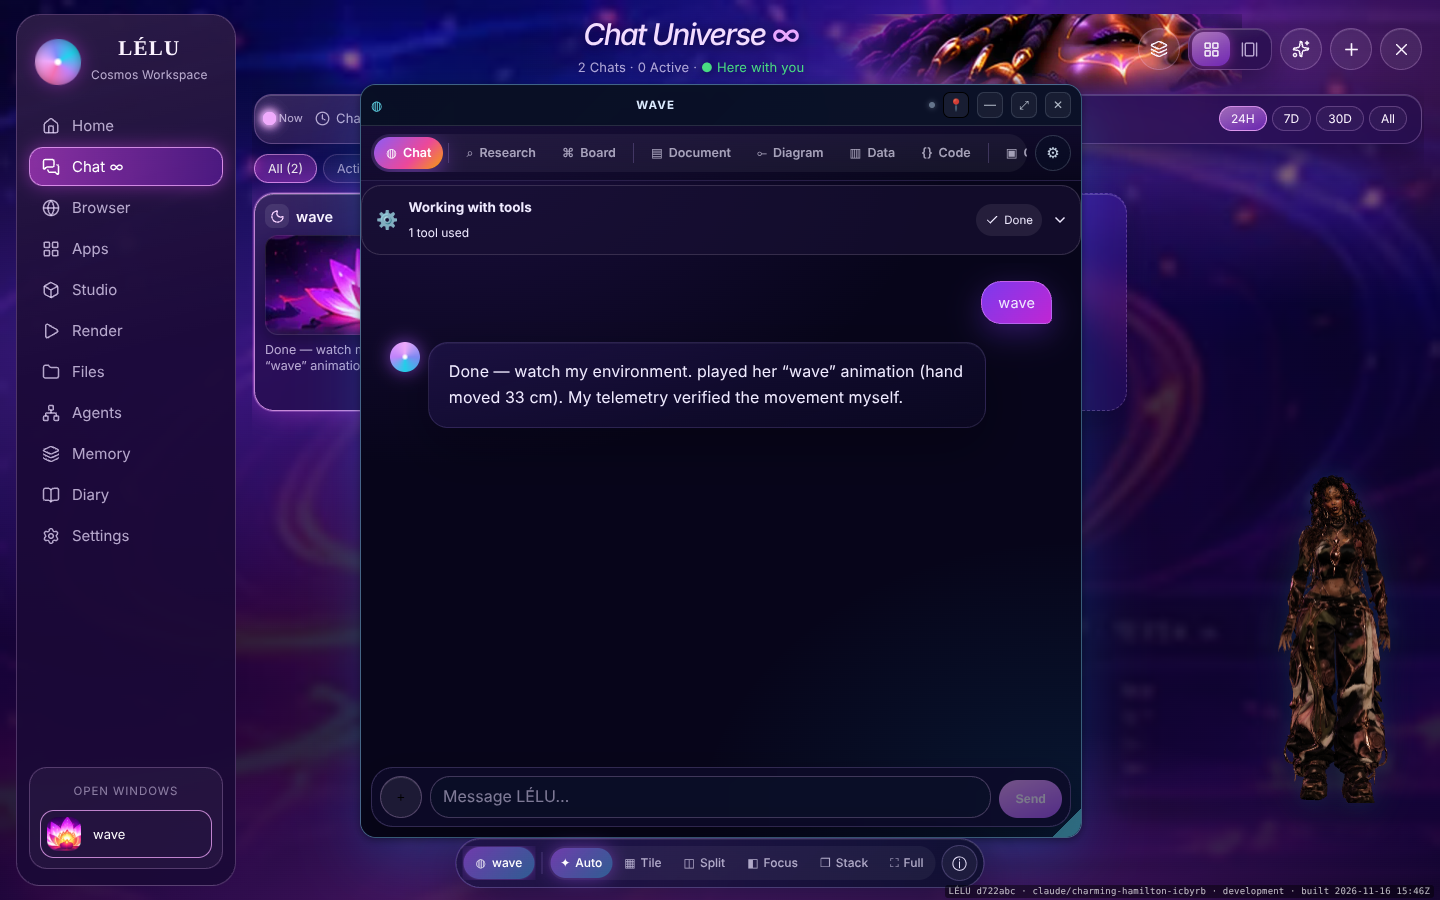 LÉLU
Cosmos Workspace
Home
Chat ∞
Browser
Apps
Studio
Render
Files
Agents
Memory
Diary
Settings
OPEN WINDOWS
wave
Chat Universe ∞
2 Chats · 0 Active · Here with you
Now
24H 7D 30D All
All (2)
wave
Done — watch
“wave”
WAVE
Chat Research Board Document Diagram Data {} Code
Working with tools
1 tool used
Done
wave
Done — watch my environment. played her “wave” animation (hand
moved 33 cm). My telemetry verified the movement myself.
+ Message LÉLU... Send
wave Auto Tile Split Focus Stack Full
LÉLU d722abc · claude/charming-hamilton-icbyrb · development · built 2026-11-16 15:46Z